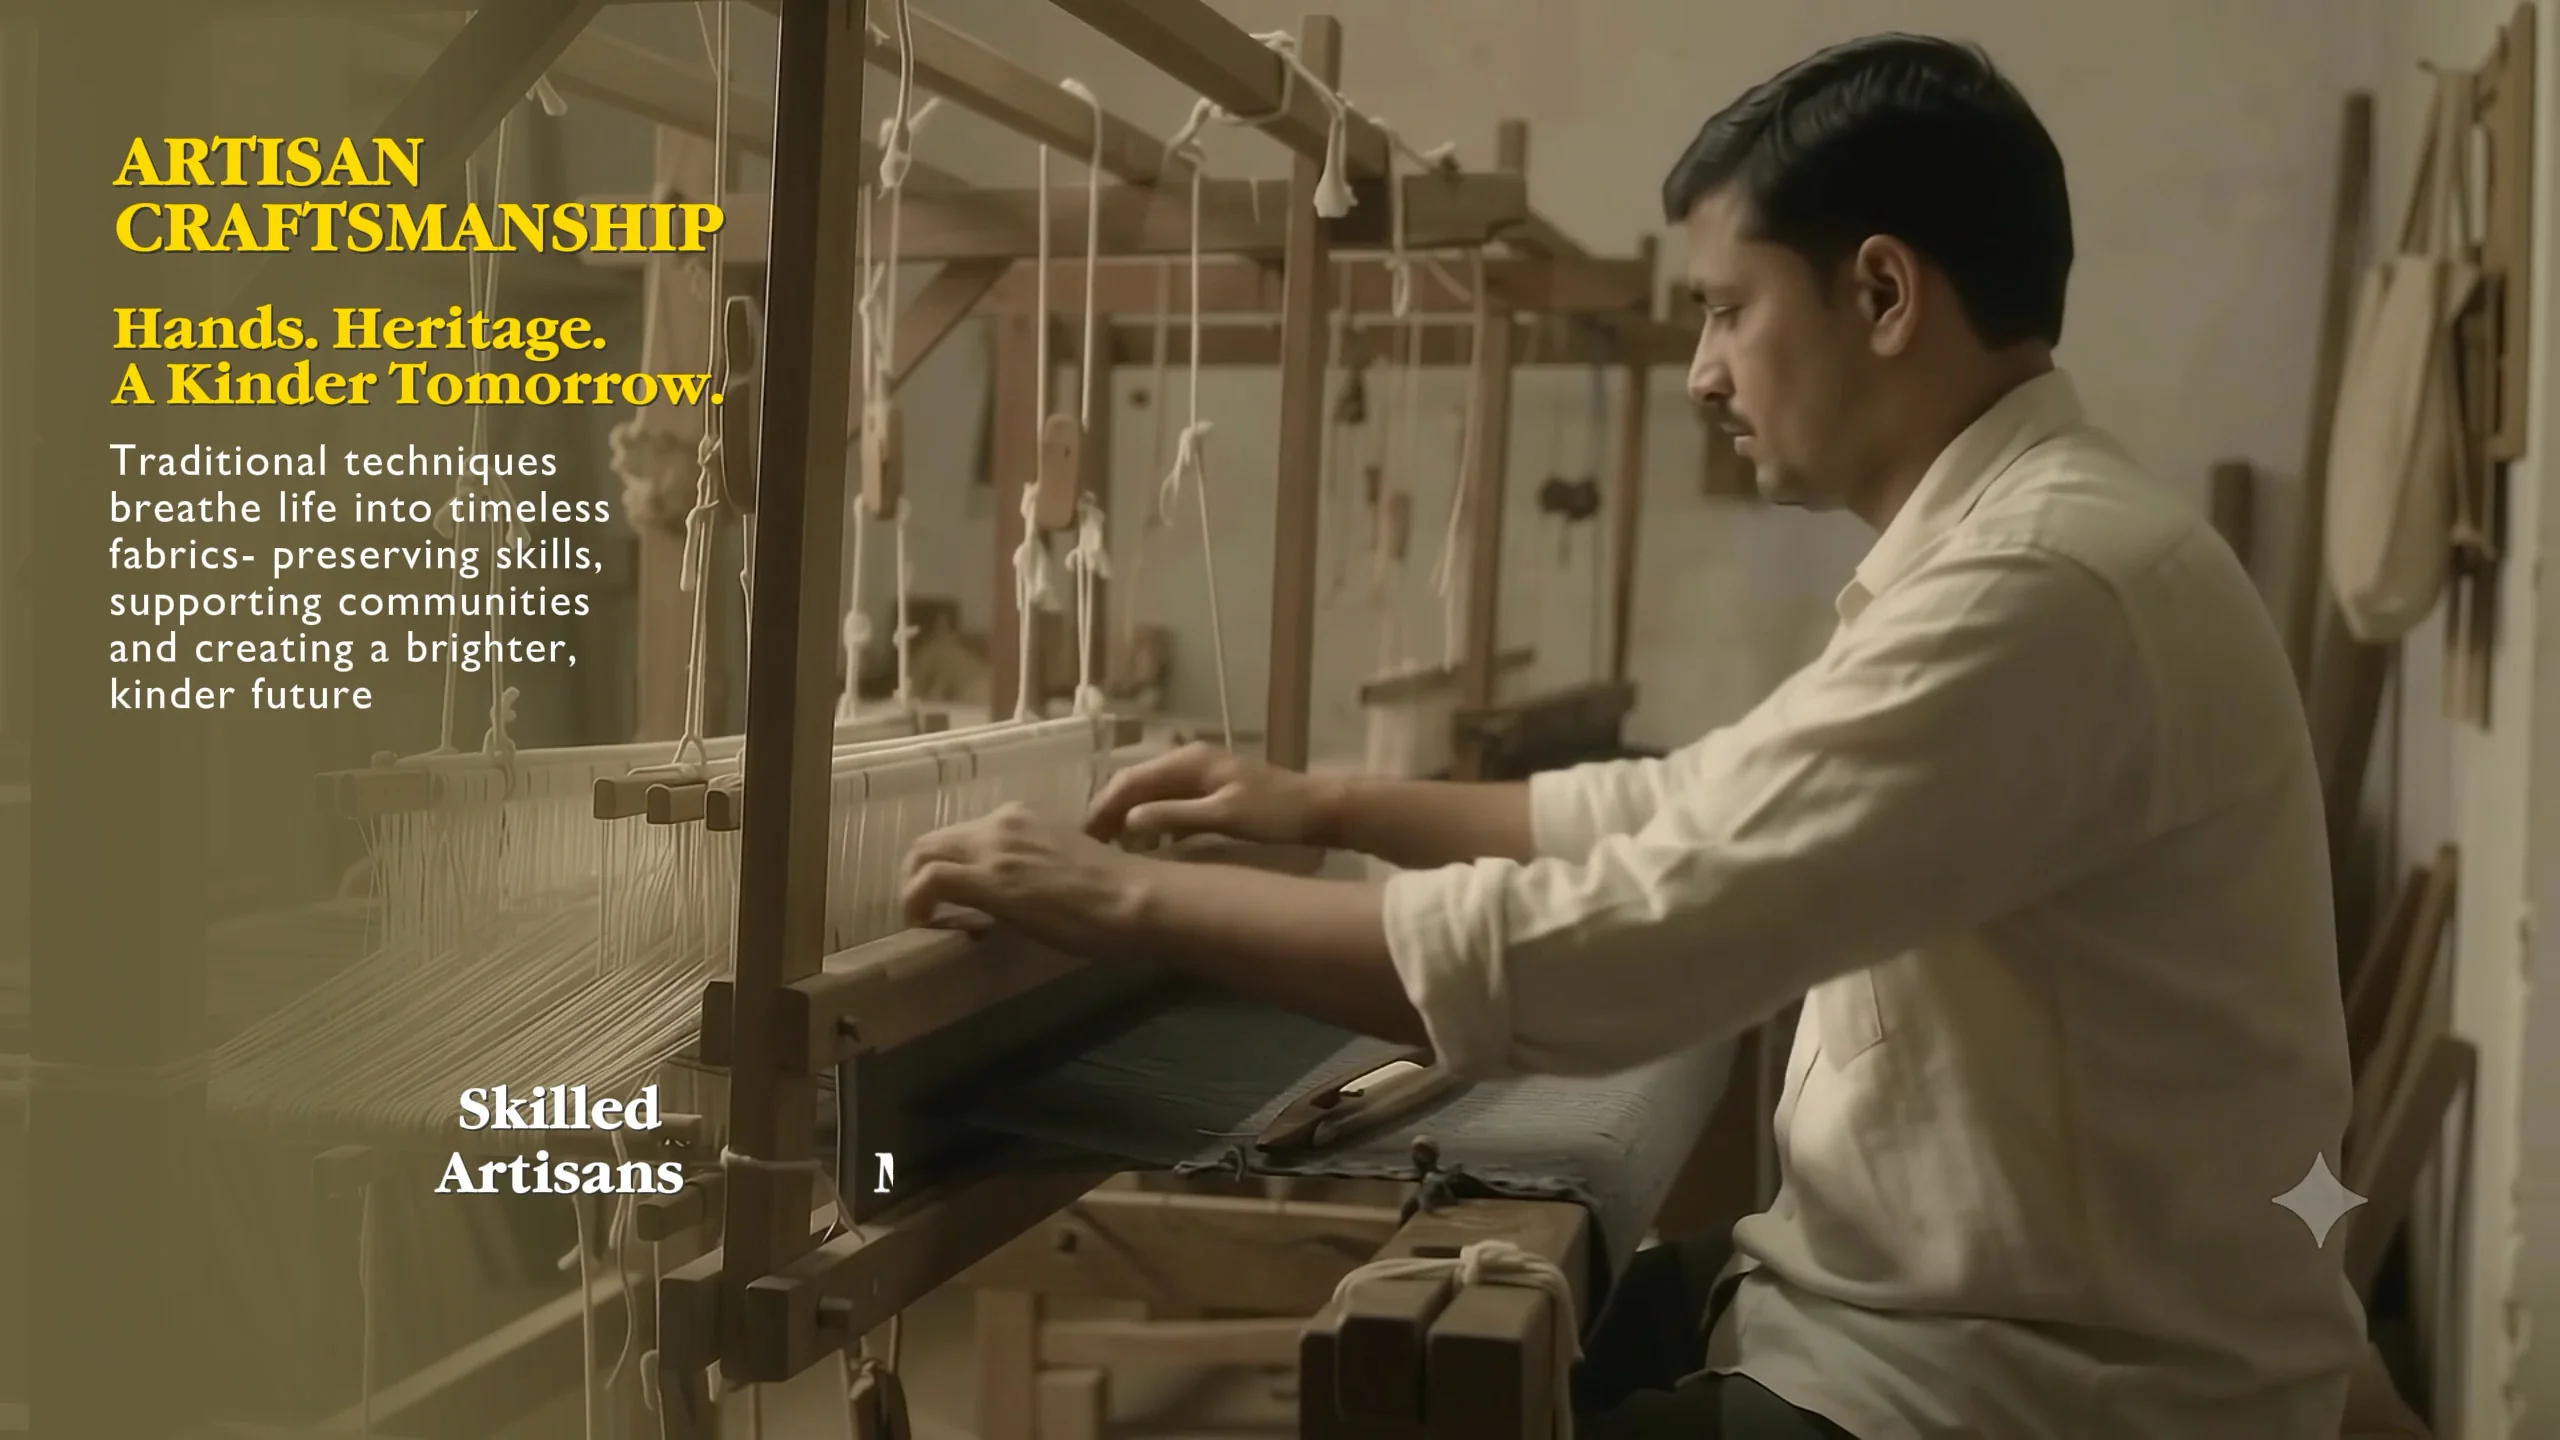 ARTISAN
CRAFTSMANSHIP
Hands. Heritage.
A Kinder Tomorrow.
Traditional techniques
breathe life into timeless
fabrics- preserving skills,
supporting communities
and creating a brighter,
kinder future
Skilled
Artisans